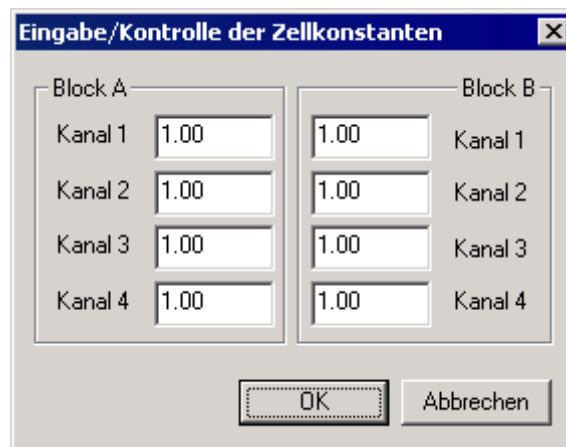 Eingabe/Kontrolle der Zellkonstanten
Block A
Kanal 1 1.00
Kanal 2 1.00
Kanal 3 1.00
Kanal 4 1.00
Block B
1.00 Kanal 1
1.00 Kanal 2
1.00 Kanal 3
1.00 Kanal 4
OK Abbrechen